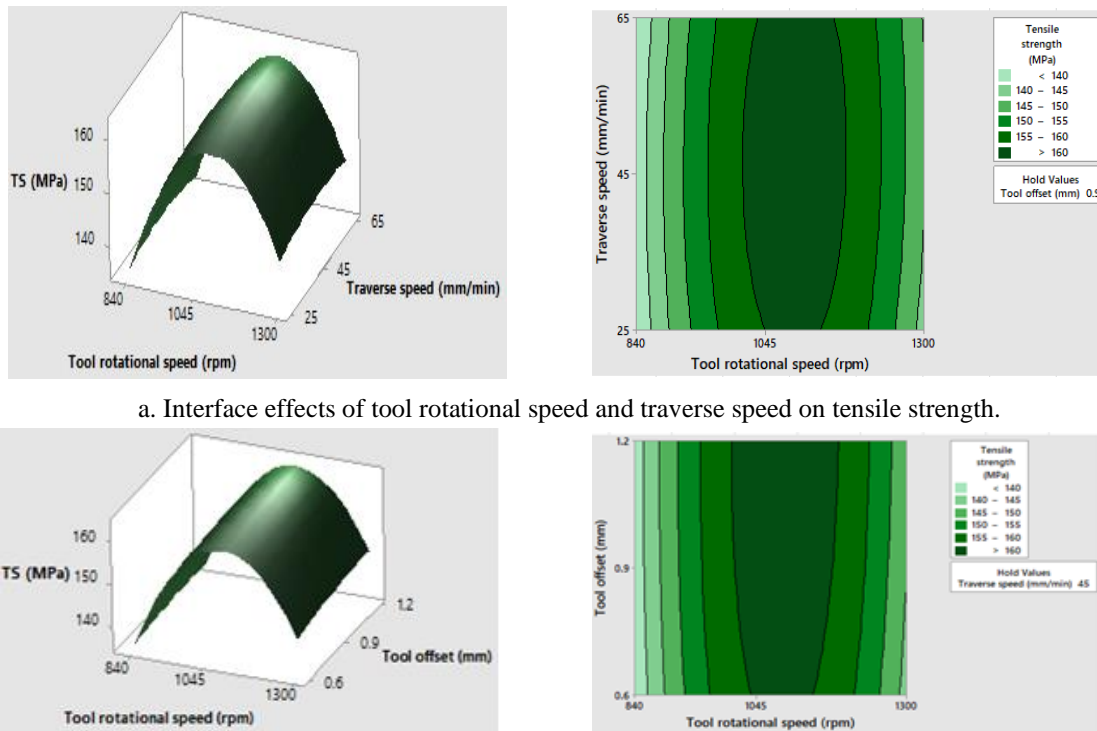 160
TS (MPa)
150
140
840
1045
1300
65
45
25
Traverse speed (mm/min)
Tool rotational speed (rpm)
65
45
25
Traverse speed (mm/min)
840
1045
1300
Tool rotational speed (rpm)
Tensile
strength
(MPa)
< 140
140 – 145
145 – 150
150 – 155
155 – 160
> 160
Hold Values
Tool offset (mm) 0.9
a. Interface effects of tool rotational speed and traverse speed on tensile strength.
160
TS (MPa)
150
140
840
1045
1300
1.2
0.9
0.6
Tool offset (mm)
Tool rotational speed (rpm)
1.2
0.9
0.6
Tool offset (mm)
840
1045
1300
Tool rotational speed (rpm)
Tensile
strength
(MPa)
< 140
140 – 145
145 – 150
150 – 155
155 – 160
> 160
Hold Values
Traverse speed (mm/min) 45